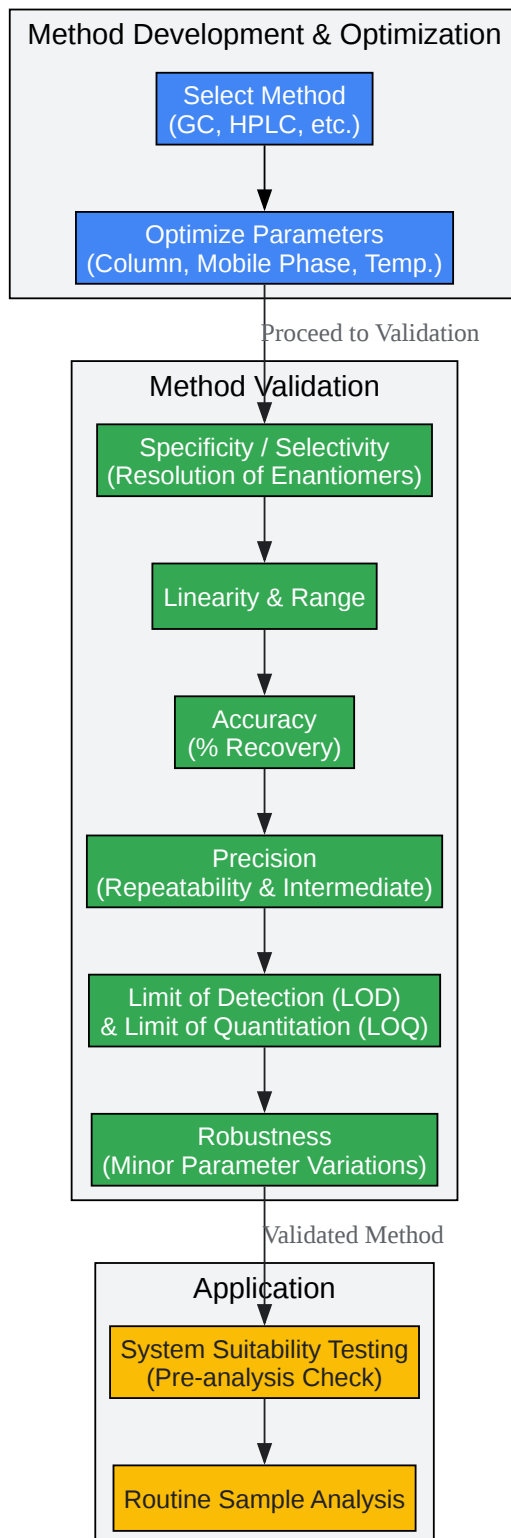 Method Development & Optimization
Select Method
(GC, HPLC, etc.)
Optimize Parameters
(Column, Mobile Phase, Temp.)
Proceed to Validation
Method Validation
Specificity / Selectivity
(Resolution of Enantiomers)
Linearity & Range
Accuracy
(% Recovery)
Precision
(Repeatability & Intermediate)
Limit of Detection (LOD)
& Limit of Quantitation (LOQ)
Robustness
(Minor Parameter Variations)
Validated Method
Application
System Suitability Testing
(Pre-analysis Check)
Routine Sample Analysis